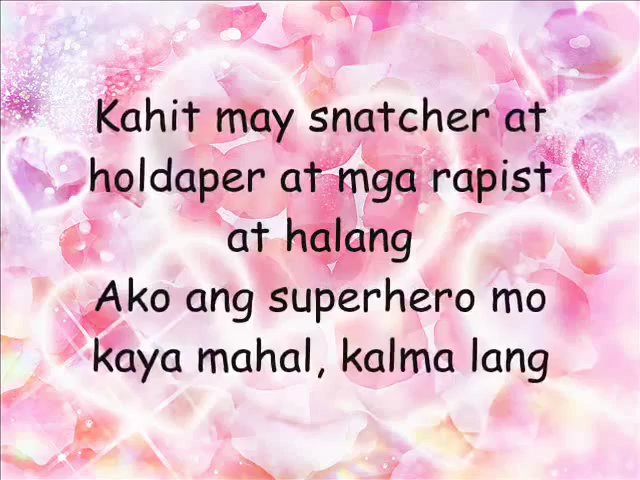 Kahit may snatcher at
holdaper at mga rapist
at halang
Ako ang superhero mo
kaya mahal, kalma lang